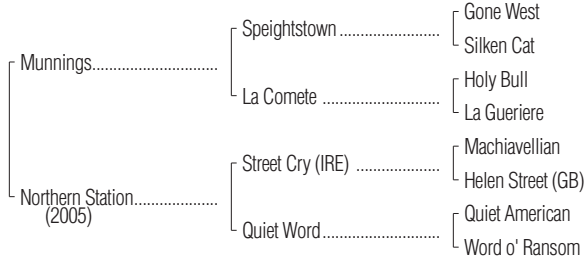 Gone West
Speightstown
Silken Cat
Munnings
Holy Bull
La Comete
La Gueriere
Machiavellian
Street Cry (IRE)
Helen Street (GB)
Northern Station
(2005)
Quiet American
Quiet Word
Word o' Ransom